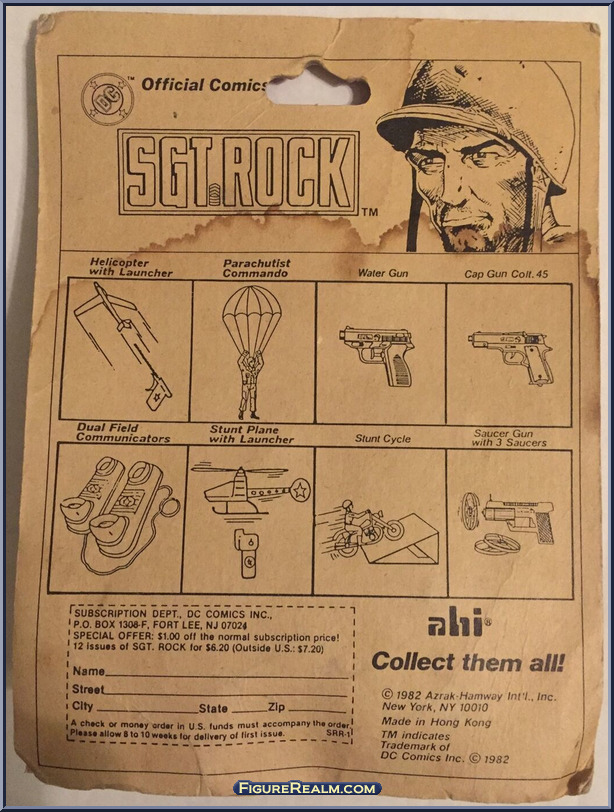 DC TM
Official Comics
SGT. ROCK TM
Helicopter
with Launcher
Parachutist
Commando
Water Gun
Cap Gun Colt. 45
Dual Field
Communicators
Stunt Plane
with Launcher
Stunt Cycle
Saucer Gun
with 3 Saucers
SUBSCRIPTION DEPT., DC COMICS INC.,
P.O. BOX 1308-F, FORT LEE, NJ 07024
SPECIAL OFFER: $1.00 off the normal subscription price!
12 issues of SGT. ROCK for $6.20 (Outside U.S.: $7.20)
Name
Street
City State Zip
A check or money order in U.S. funds must accompany the order.
Please allow 8 to 10 weeks for delivery of first issue. SRR-1
ahi®
Collect them all!
© 1982 Azrak-Hamway Int'l., Inc.
New York, NY 10010
Made in Hong Kong
TM indicates
Trademark of
DC Comics Inc. © 1982
FIGUREREALM.COM